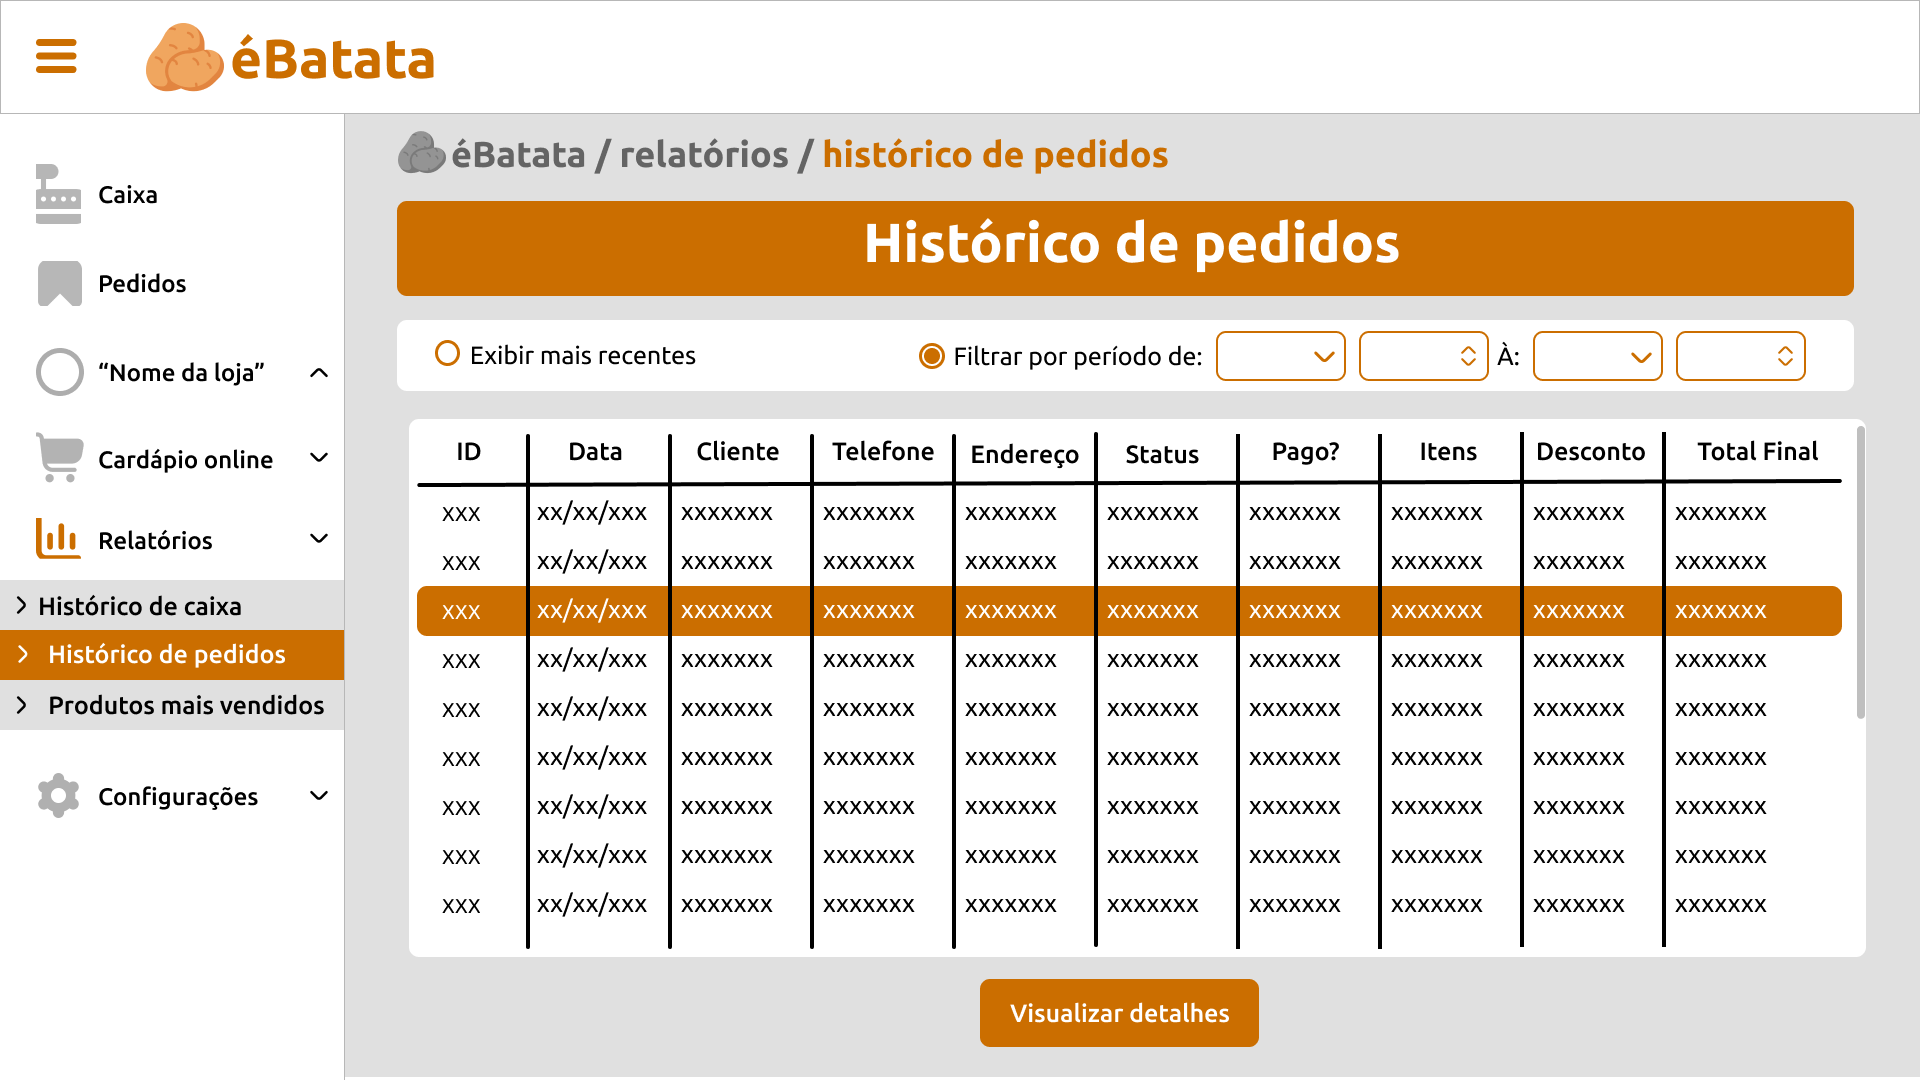 éBatata
éBatata / relatórios / histórico de pedidos
Caixa
Pedidos
“Nome da loja”
Cardápio online
Relatórios
Histórico de caixa
Histórico de pedidos
Produtos mais vendidos
Configurações
Histórico de pedidos
Exibir mais recentes
Filtrar por período de: À:
ID Data Cliente Telefone Endereço Status Pago? Itens Desconto Total Final
xxx xx/xx/xxx xxxxxxx xxxxxxx xxxxxxx xxxxxxx xxxxxxx xxxxxxx xxxxxxx xxxxxxx
xxx xx/xx/xxx xxxxxxx xxxxxxx xxxxxxx xxxxxxx xxxxxxx xxxxxxx xxxxxxx xxxxxxx
xxx xx/xx/xxx xxxxxxx xxxxxxx xxxxxxx xxxxxxx xxxxxxx xxxxxxx xxxxxxx xxxxxxx
xxx xx/xx/xxx xxxxxxx xxxxxxx xxxxxxx xxxxxxx xxxxxxx xxxxxxx xxxxxxx xxxxxxx
xxx xx/xx/xxx xxxxxxx xxxxxxx xxxxxxx xxxxxxx xxxxxxx xxxxxxx xxxxxxx xxxxxxx
xxx xx/xx/xxx xxxxxxx xxxxxxx xxxxxxx xxxxxxx xxxxxxx xxxxxxx xxxxxxx xxxxxxx
xxx xx/xx/xxx xxxxxxx xxxxxxx xxxxxxx xxxxxxx xxxxxxx xxxxxxx xxxxxxx xxxxxxx
xxx xx/xx/xxx xxxxxxx xxxxxxx xxxxxxx xxxxxxx xxxxxxx xxxxxxx xxxxxxx xxxxxxx
xxx xx/xx/xxx xxxxxxx xxxxxxx xxxxxxx xxxxxxx xxxxxxx xxxxxxx xxxxxxx xxxxxxx
Visualizar detalhes